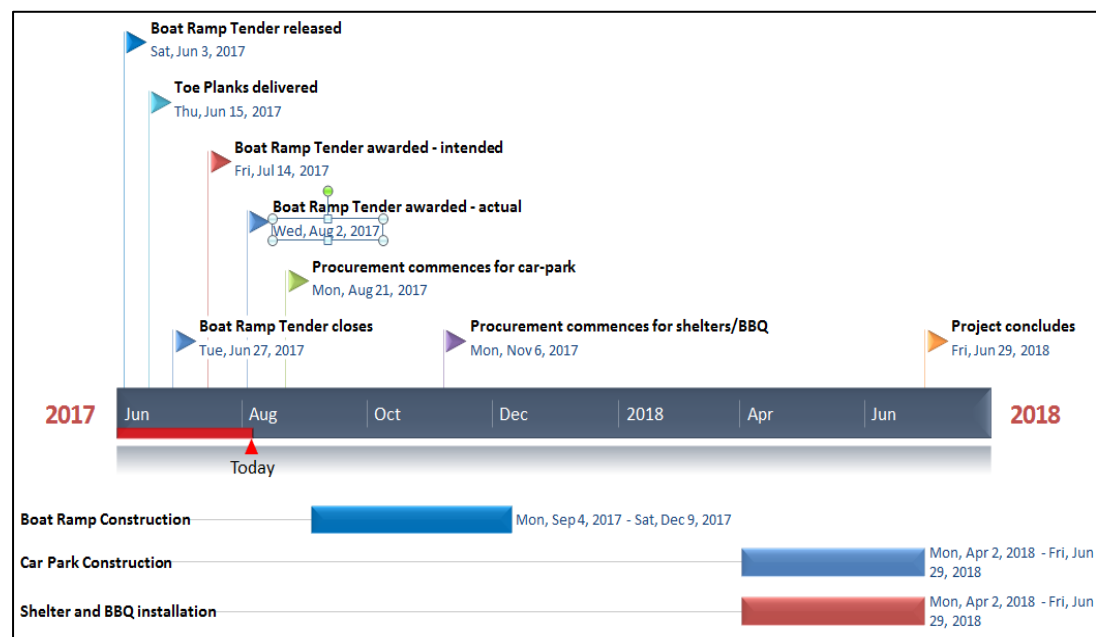 Boat Ramp Tender released
Sat, Jun 3, 2017
Toe Planks delivered
Thu, Jun 15, 2017
Boat Ramp Tender awarded - intended
Fri, Jul 14, 2017
Boat Ramp Tender awarded - actual
Wed, Aug 2, 2017
Procurement commences for car-park
Mon, Aug 21, 2017
Boat Ramp Tender closes
Tue, Jun 27, 2017
Procurement commences for shelters/BBQ
Mon, Nov 6, 2017
Project concludes
Fri, Jun 29, 2018
2017 Jun Aug Oct Dec 2018 Apr Jun 2018
Today
Boat Ramp Construction Mon, Sep 4, 2017 - Sat, Dec 9, 2017
Car Park Construction Mon, Apr 2, 2018 - Fri, Jun
29, 2018
Shelter and BBQ installation Mon, Apr 2, 2018 - Fri, Jun
29, 2018